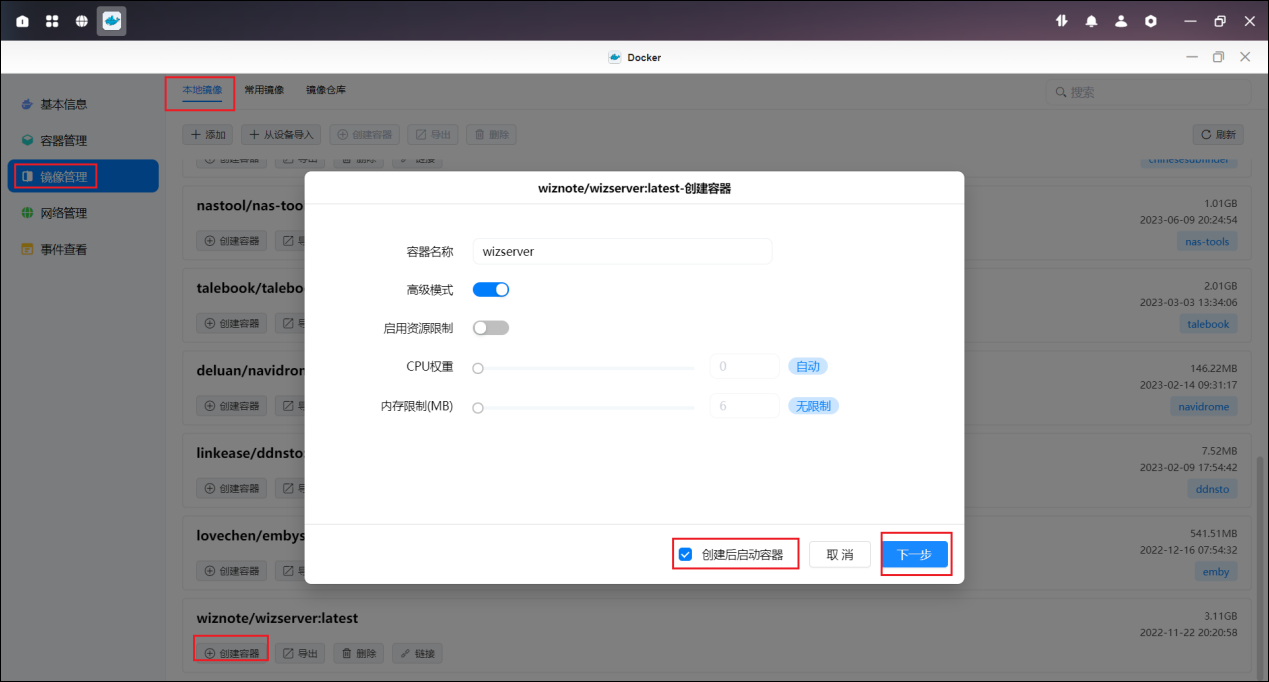 Docker
基本信息
容器管理
镜像管理
网络管理
事件查看
本地镜像 常用镜像 镜像仓库
搜索
添加 从设备导入 创建容器 导出 删除 刷新
创建容器 导出 删除 链接
chinesesubfinder
nastool/nas-too
1.01GB
2023-06-09 20:24:54
创建容器
nas-tools
talebook/talebo
2.01GB
2023-03-03 13:34:06
创建容器
talebook
deluan/navidron
146.22MB
2023-02-14 09:31:17
创建容器
navidrome
linkease/ddnsto:
7.52MB
2023-02-09 17:54:42
创建容器
ddnsto
lovechen/embys
541.51MB
2022-12-16 07:54:32
创建容器
emby
wiznote/wizserver:latest
3.11GB
2022-11-22 20:20:58
创建容器 导出 删除 链接
wiznote/wizserver:latest-创建容器
容器名称 wizserver
高级模式
启用资源限制
CPU权重 0 自动
内存限制(MB) 6 无限制
创建后启动容器 取消 下一步